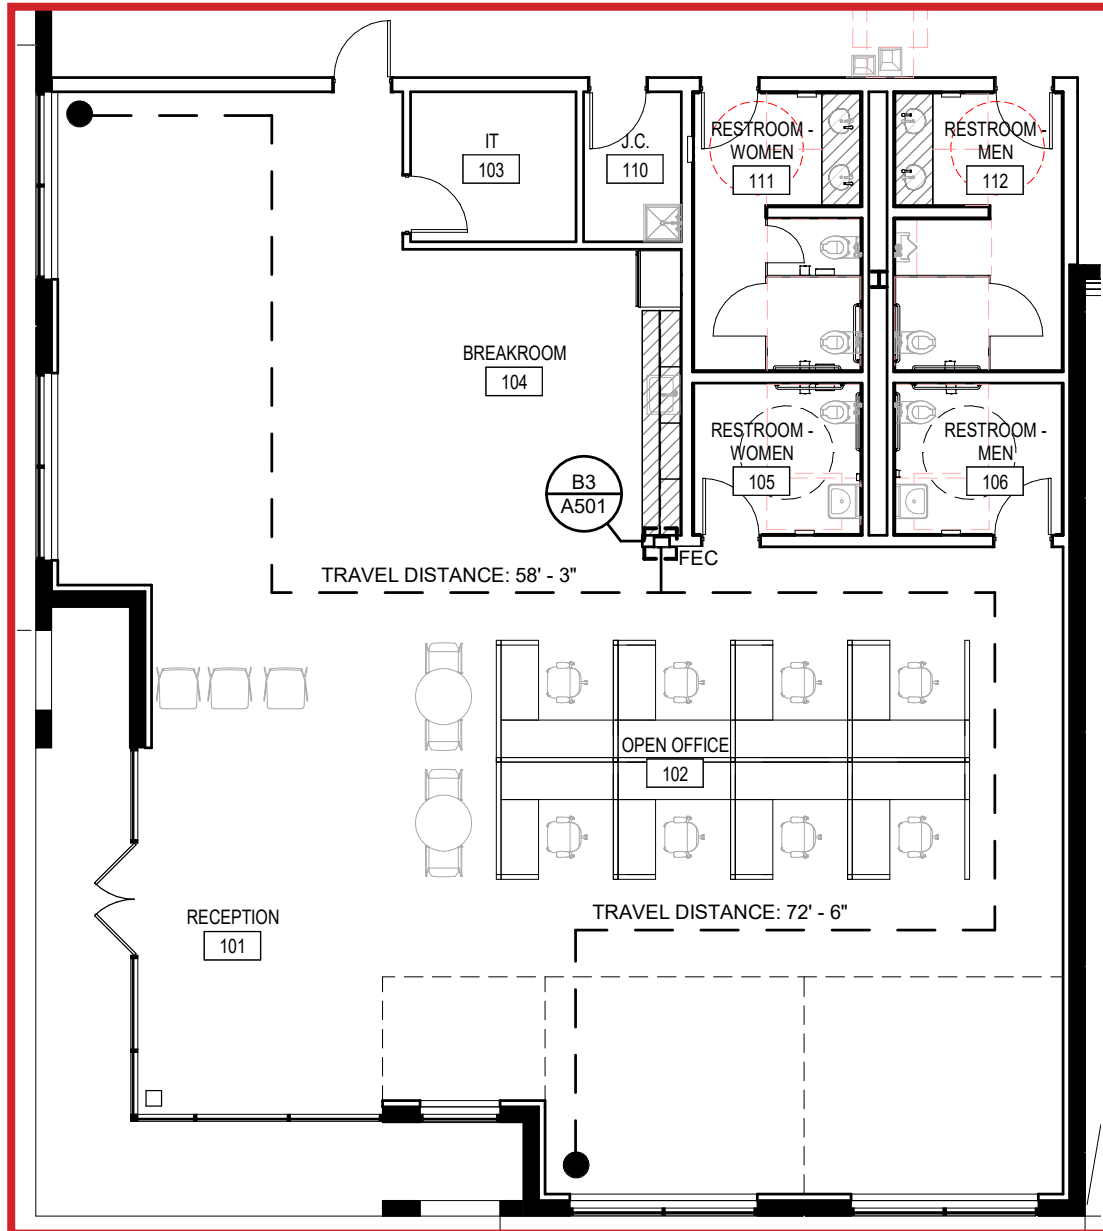 IT
103
J.C.
110
RESTROOM -
WOMEN
111
RESTROOM -
MEN
112
BREAKROOM
104
RESTROOM -
WOMEN
105
RESTROOM -
MEN
106
B3
A501
FEC
TRAVEL DISTANCE: 58' - 3"
OPEN OFFICE
102
RECEPTION
101
TRAVEL DISTANCE: 72' - 6"